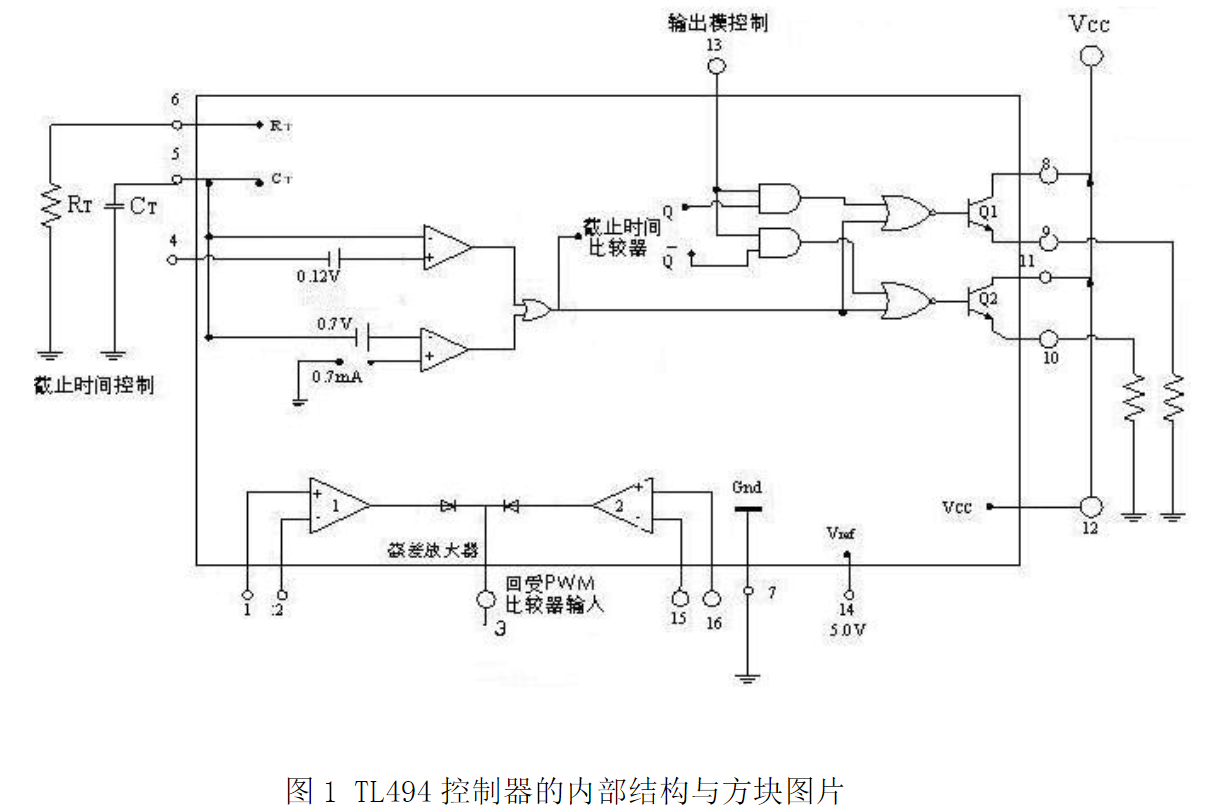 输出模控制
13
Vcc
6
RT
5
CT
RT
CT
4
0.12V
截止时间
比较器
Q
Q̅
8
Q1
9
11
Q2
10
0.7V
0.7mA
截止时间控制
-
+
-
+
+
1
-
+
2
-
Gnd
Vcc
12
Vref
误差放大器
1
2
回受PWM
比较器输入
3
15
16
7
14
5.0V
图 1 TL494 控制器的内部结构与方块图片